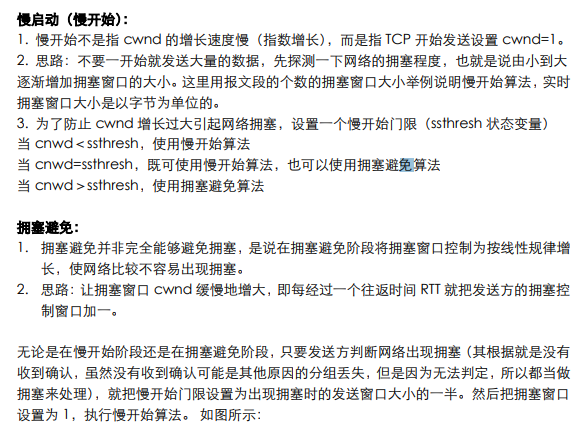 慢启动（慢开始）：
1. 慢开始不是指 cwnd 的增长速度慢（指数增长），而是指 TCP 开始发送设置 cwnd=1。
2. 思路：不要一开始就发送大量的数据，先探测一下网络的拥塞程度，也就是说由小到大
逐渐增加拥塞窗口的大小。这里用报文段的个数的拥塞窗口大小举例说明慢开始算法，实时
拥塞窗口大小是以字节为单位的。
3. 为了防止 cwnd 增长过大引起网络拥塞，设置一个慢开始门限（ssthresh 状态变量）
当 cnwd＜ssthresh，使用慢开始算法
当 cnwd=ssthresh，既可使用慢开始算法，也可以使用拥塞避免算法
当 cnwd＞ssthresh，使用拥塞避免算法
拥塞避免：
1. 拥塞避免并非完全能够避免拥塞，是说在拥塞避免阶段将拥塞窗口控制为按线性规律增
长，使网络比较不容易出现拥塞。
2. 思路：让拥塞窗口 cwnd 缓慢地增大，即每经过一个往返时间 RTT 就把发送方的拥塞控
制窗口加一。
无论是在慢开始阶段还是在拥塞避免阶段，只要发送方判断网络出现拥塞（其根据就是没有
收到确认，虽然没有收到确认可能是其他原因的分组丢失，但是因为无法判定，所以都当做
拥塞来处理），就把慢开始门限设置为出现拥塞时的发送窗口大小的一半。然后把拥塞窗口
设置为 1，执行慢开始算法。 如图所示：